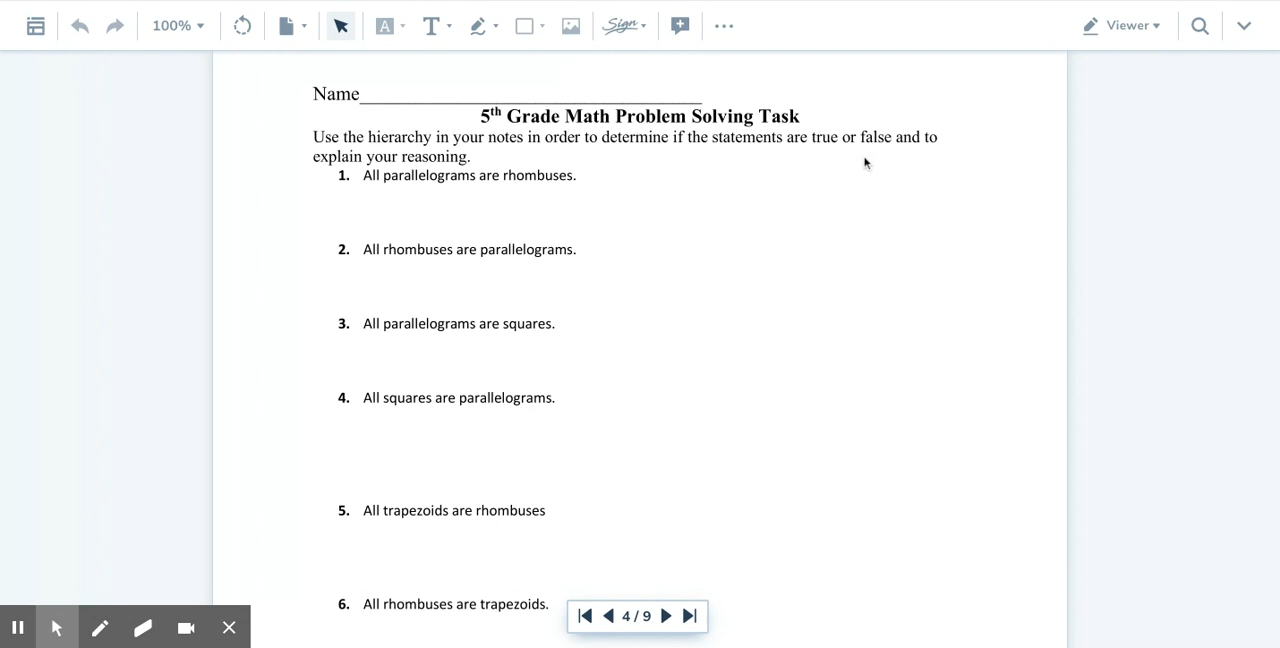 100%
A
T
Sign
Viewer
Name
5th Grade Math Problem Solving Task
Use the hierarchy in your notes in order to determine if the statements are true or false and to
explain your reasoning.
1. All parallelograms are rhombuses.
2. All rhombuses are parallelograms.
3. All parallelograms are squares.
4. All squares are parallelograms.
5. All trapezoids are rhombuses
6. All rhombuses are trapezoids.
4 / 9